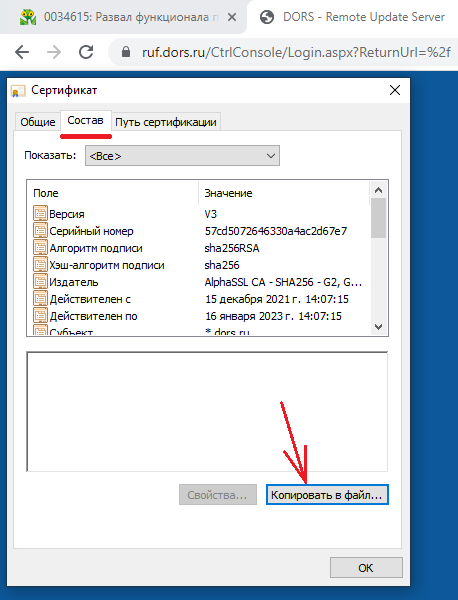 0034615: Развал функционала п
DORS - Remote Update Server
ruf.dors.ru/CtrlConsole/Login.aspx?ReturnUrl=%2f
Сертификат
Общие Состав Путь сертификации
Показать: <Все>
Поле Значение
Версия V3
Серийный номер 57cd5072646330a4ac2d67e7
Алгоритм подписи sha256RSA
Хэш-алгоритм подписи sha256
Издатель AlphaSSL CA - SHA256 - G2, G...
Действителен с 15 декабря 2021 г. 14:07:15
Действителен по 16 января 2023 г. 14:07:15
Субъект *.dors.ru
Свойства... Копировать в файл...
OK